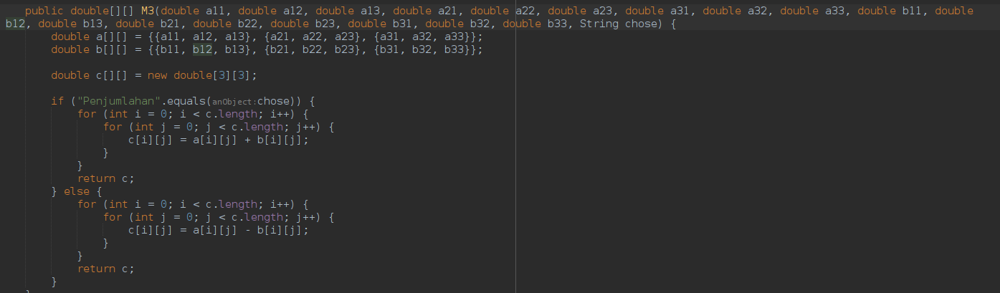 public double[][] M3(double a11, double a12, double a13, double a21, double a22, double a23, double a31, double a32, double a33, double b11, double
b12, double b13, double b21, double b22, double b23, double b31, double b32, double b33, String chose) {
double a[][] = {{a11, a12, a13}, {a21, a22, a23}, {a31, a32, a33}};
double b[][] = {{b11, b12, b13}, {b21, b22, b23}, {b31, b32, b33}};
double c[][] = new double[3][3];
if ("Penjumlahan".equals(anObject:chose)) {
for (int i = 0; i < c.length; i++) {
for (int j = 0; j < c.length; j++) {
c[i][j] = a[i][j] + b[i][j];
}
}
return c;
} else {
for (int i = 0; i < c.length; i++) {
for (int j = 0; j < c.length; j++) {
c[i][j] = a[i][j] - b[i][j];
}
}
return c;
}
}